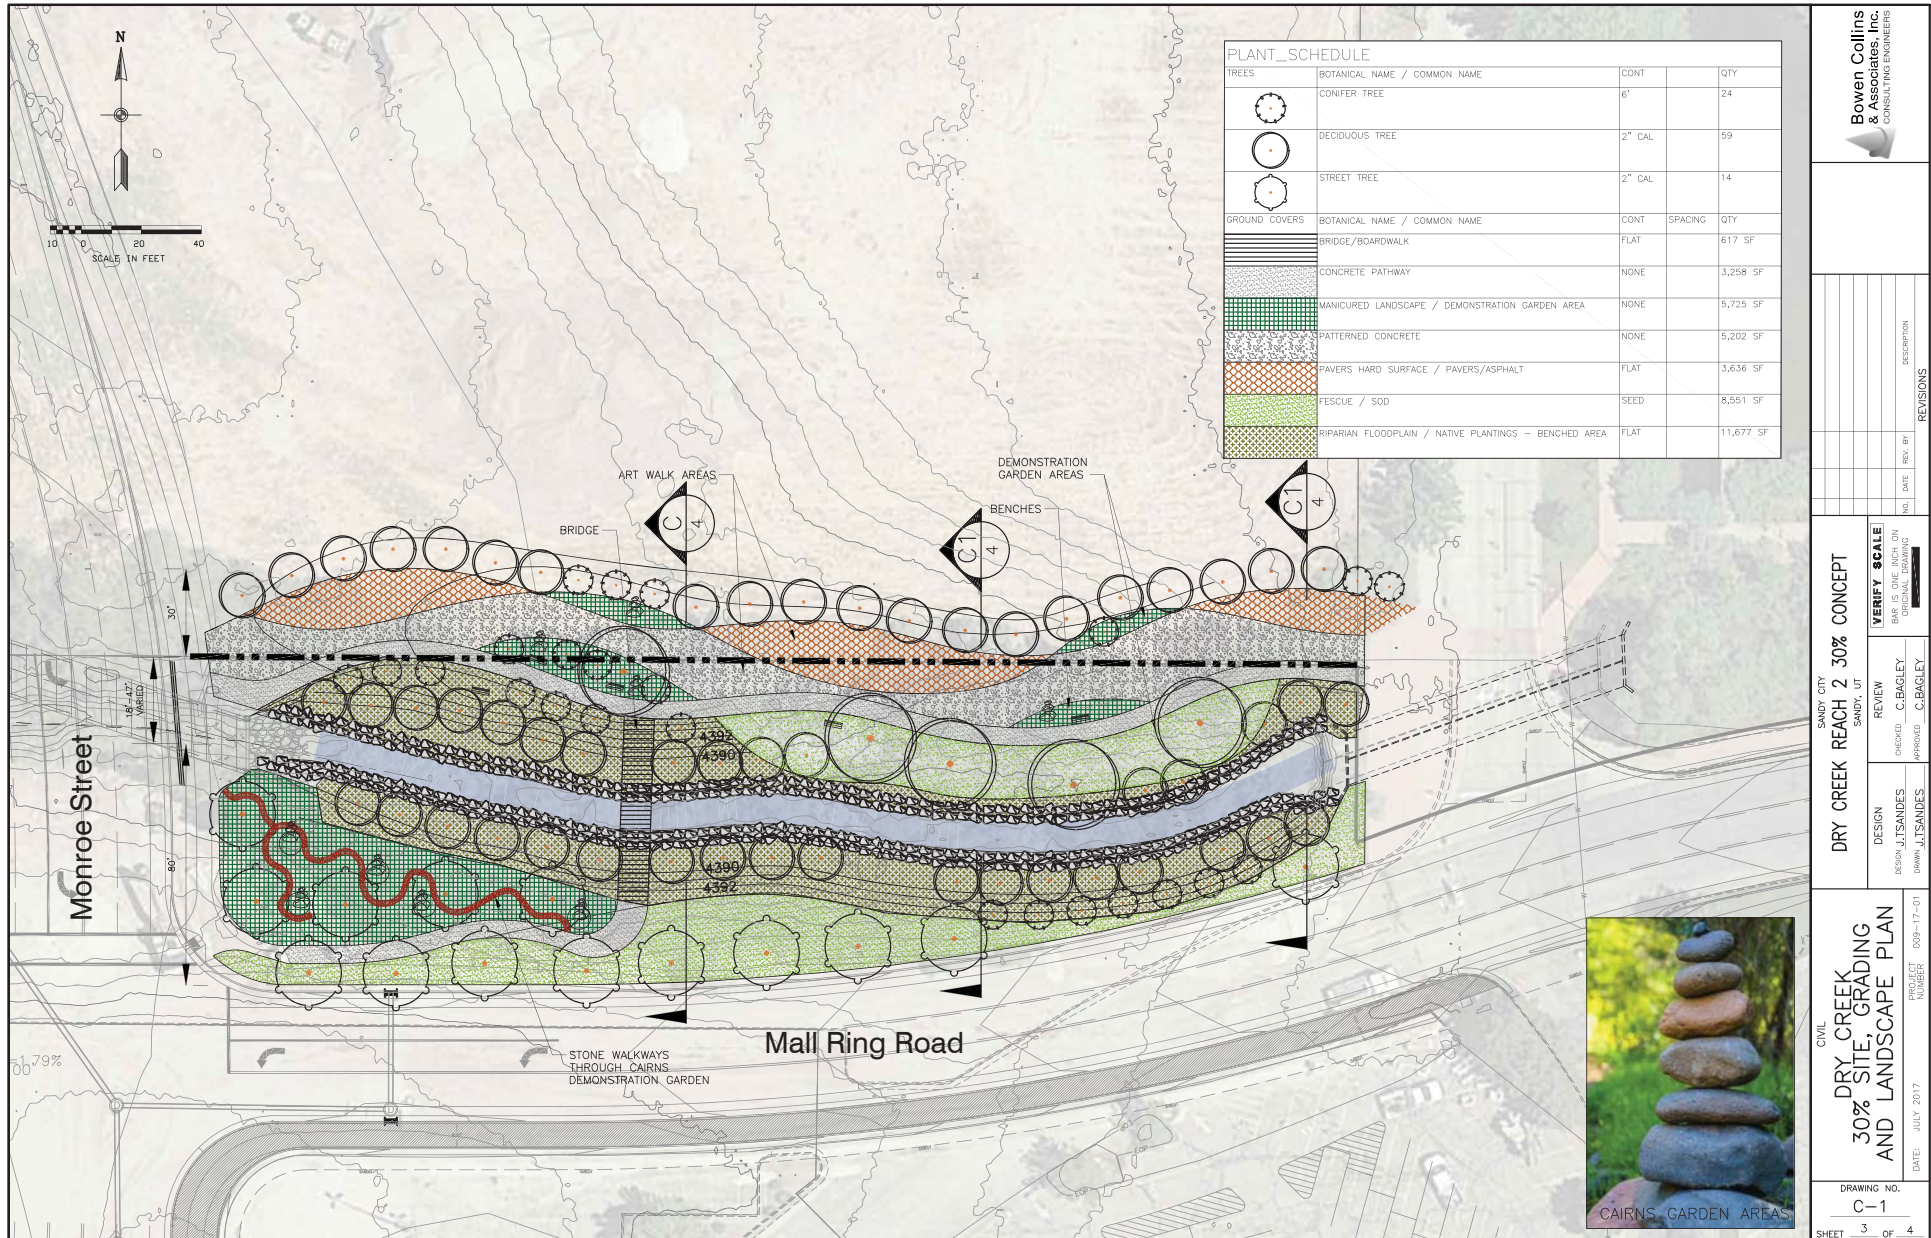 N
10 0 20 40
SCALE IN FEET
PLANT_SCHEDULE
TREES BOTANICAL NAME / COMMON NAME CONT QTY
CONIFER TREE 6' 24
DECIDUOUS TREE 2" CAL 59
STREET TREE 2" CAL 14
GROUND COVERS BOTANICAL NAME / COMMON NAME CONT SPACING QTY
BRIDGE/BOARDWALK FLAT 617 SF
CONCRETE PATHWAY NONE 3,258 SF
MANICURED LANDSCAPE / DEMONSTRATION GARDEN AREA NONE 5,725 SF
PATTERNED CONCRETE NONE 5,202 SF
PAVERS HARD SURFACE / PAVERS/ASPHALT FLAT 3,636 SF
FESCUE / SOD SEED 8,551 SF
RIPARIAN FLOODPLAIN / NATIVE PLANTINGS - BENCHED AREA FLAT 11,677 SF
ART WALK AREAS
DEMONSTRATION
GARDEN AREAS
BENCHES
BRIDGE
C
4
C1
4
C1
4
30'
18'-47'
VARIED
80'
4392
4390
4390
4392
Monroe Street
Mall Ring Road
STONE WALKWAYS
THROUGH CAIRNS
DEMONSTRATION GARDEN
-1.79%
EOP
EOP
EOP
CAIRNS GARDEN AREAS
Bowen Collins
& Associates, Inc.
CONSULTING ENGINEERS
REVISIONS
NO. DATE REV. BY DESCRIPTION
VERIFY SCALE
BAR IS ONE INCH ON
ORIGINAL DRAWING
SANDY CITY
DRY CREEK REACH 2 30% CONCEPT
SANDY, UT
DESIGN
REVIEW
DESIGN J.TSANDES
DRAWN J.TSANDES
CHECKED C.BAGLEY
APPROVED C.BAGLEY
CIVIL
DRY CREEK
30% SITE, GRADING
AND LANDSCAPE PLAN
DATE: JULY 2017
PROJECT
NUMBER 009-17-01
DRAWING NO.
C-1
SHEET 3 OF 4